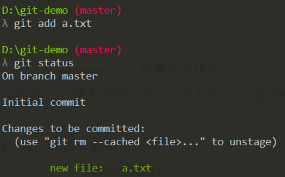 D:\git-demo (master)
λ git add a.txt
D:\git-demo (master)
λ git status
On branch master
Initial commit
Changes to be committed:
(use "git rm --cached <file>..." to unstage)
new file: a.txt